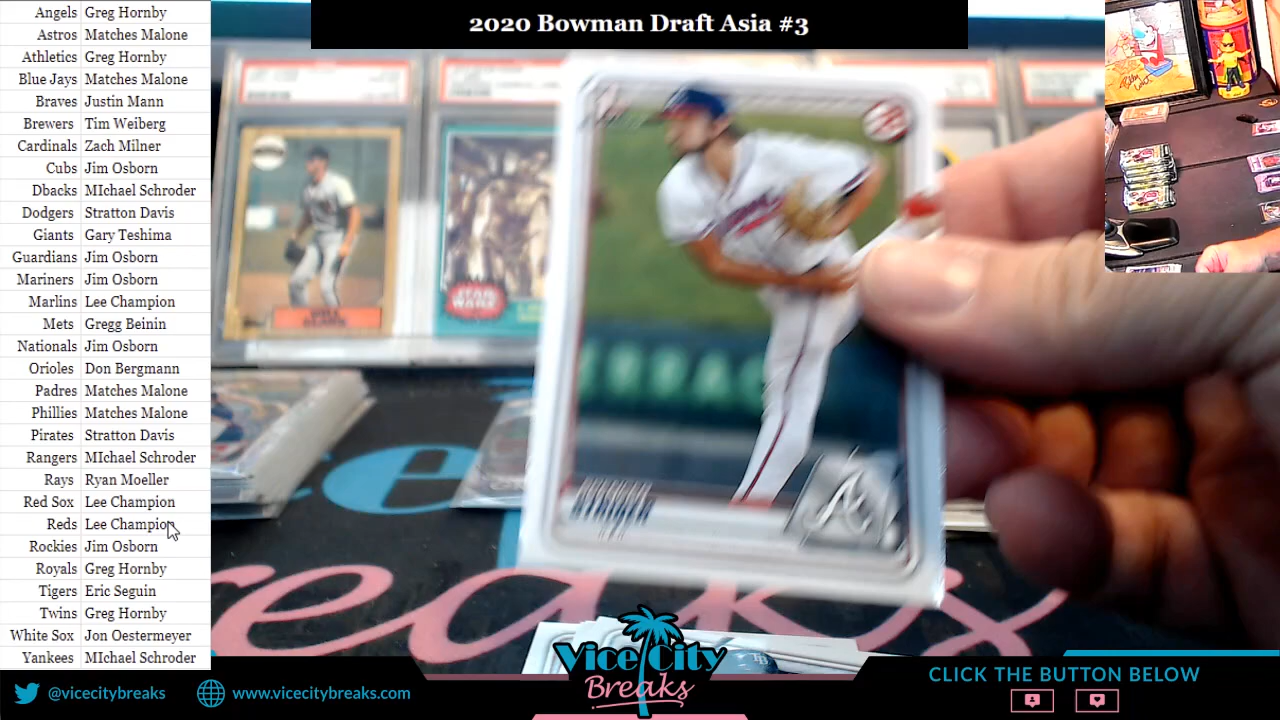 2020 Bowman Draft Asia #3
Angels Greg Hornby
Astros Matches Malone
Athletics Greg Hornby
Blue Jays Matches Malone
Braves Justin Mann
Brewers Tim Weiberg
Cardinals Zach Milner
Cubs Jim Osborn
Dbacks MIchael Schroder
Dodgers Stratton Davis
Giants Gary Teshima
Guardians Jim Osborn
Mariners Jim Osborn
Marlins Lee Champion
Mets Gregg Beinin
Nationals Jim Osborn
Orioles Don Bergmann
Padres Matches Malone
Phillies Matches Malone
Pirates Stratton Davis
Rangers MIchael Schroder
Rays Ryan Moeller
Red Sox Lee Champion
Reds Lee Champion
Rockies Jim Osborn
Royals Greg Hornby
Tigers Eric Seguin
Twins Greg Hornby
White Sox Jon Oestermeyer
Yankees MIchael Schroder
STAR
WARS
Vice City
Breaks
@vicecitybreaks
www.vicecitybreaks.com
CLICK THE BUTTON BELOW